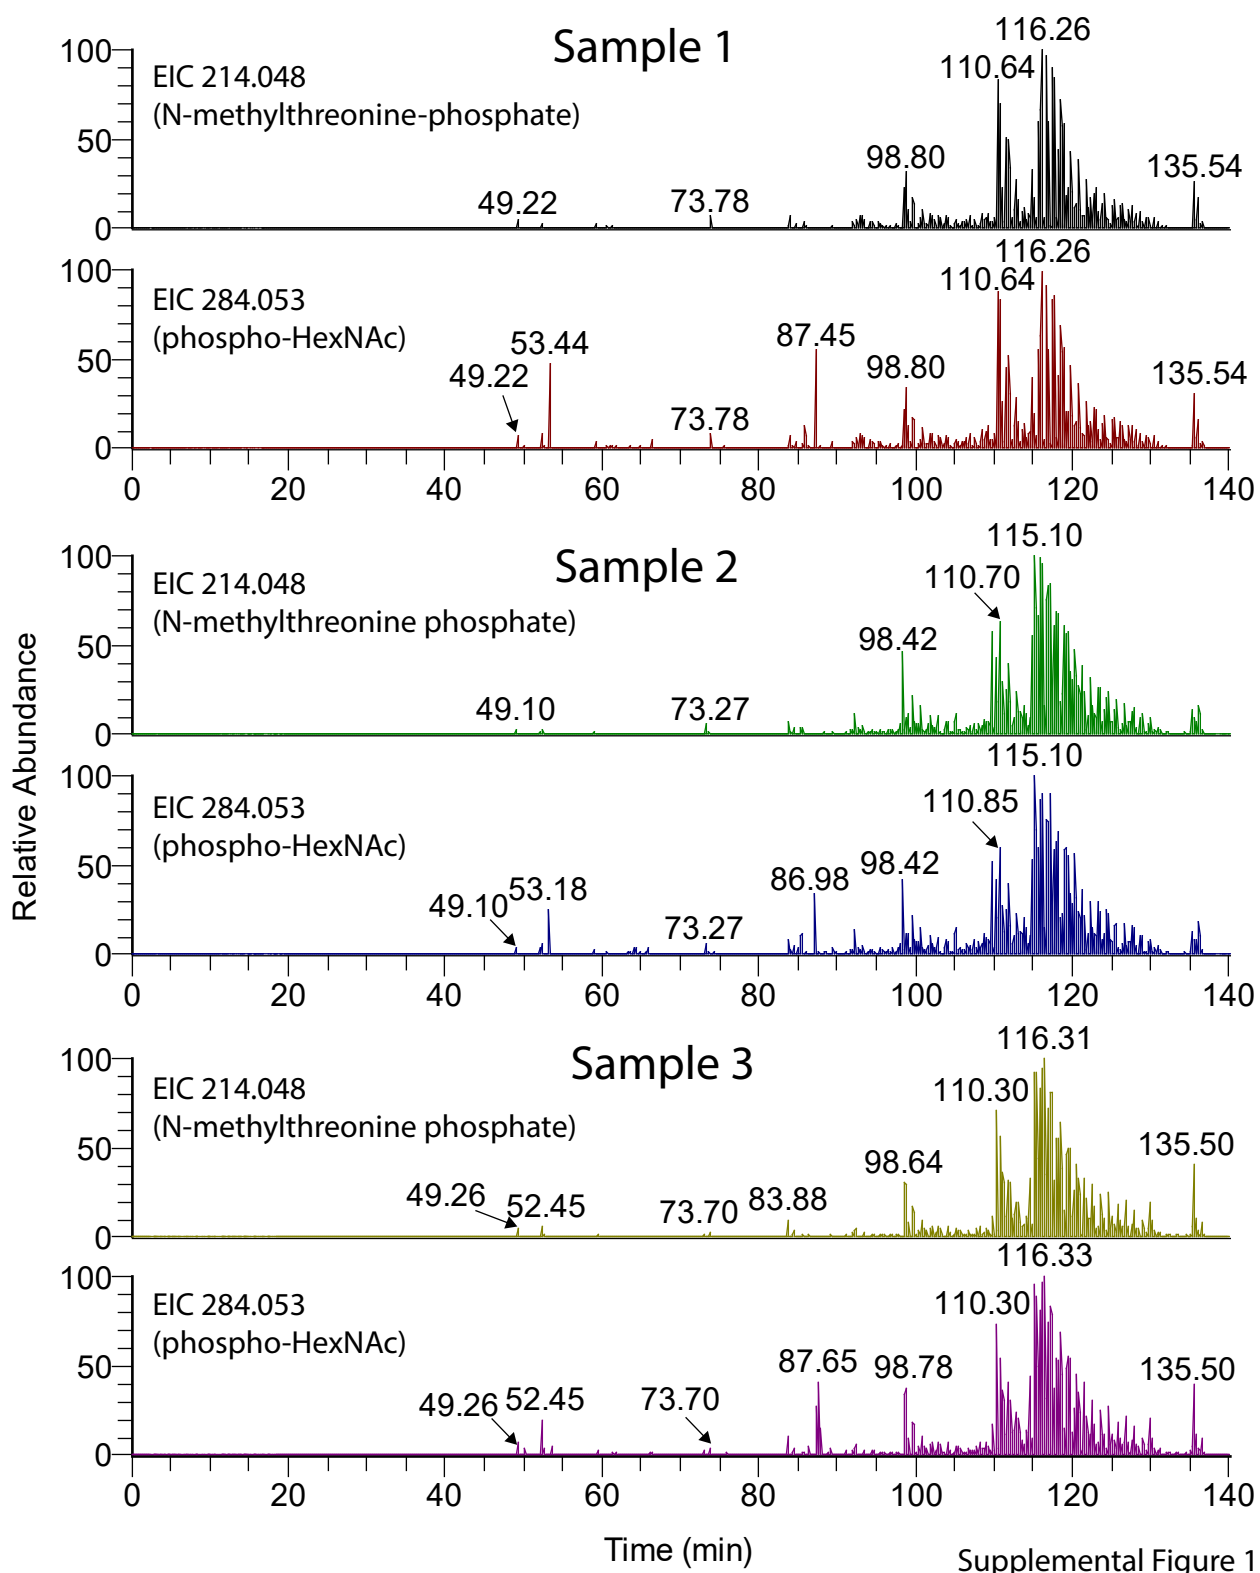 Sample 1
116.26
110.64
100
EIC 214.048
(N-methylthreonine-phosphate)
50
98.80
135.54
49.22
73.78
0
116.26
110.64
100
EIC 284.053
(phospho-HexNAc)
53.44
87.45
50
49.22
98.80
135.54
73.78
0
0 20 40 60 80 100 120 140
Sample 2
115.10
100
EIC 214.048
(N-methylthreonine phosphate)
110.70
50
98.42
49.10
73.27
0
115.10
100
EIC 284.053
(phospho-HexNAc)
110.85
50
98.42
86.98
53.18
49.10
73.27
0
0 20 40 60 80 100 120 140
Relative Abundance
Sample 3
116.31
100
EIC 214.048
(N-methylthreonine phosphate)
110.30
50
135.50
98.64
49.26
52.45
73.70
83.88
0
116.33
100
EIC 284.053
(phospho-HexNAc)
110.30
50
87.65
98.78
135.50
49.26
52.45
73.70
0
0 20 40 60 80 100 120 140
Time (min)
Supplemental Figure 1